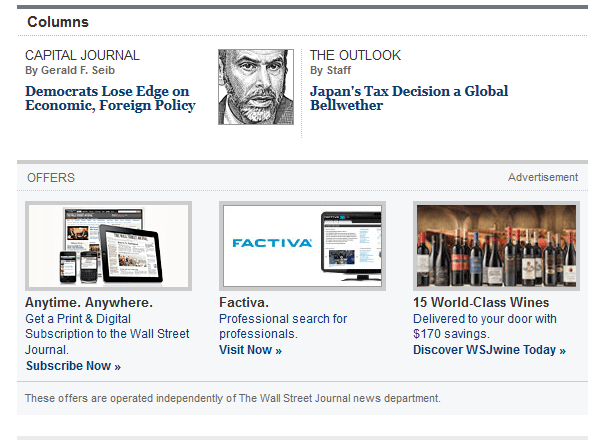 Columns
CAPITAL JOURNAL
By Gerald F. Seib
Democrats Lose Edge on
Economic, Foreign Policy
THE OUTLOOK
By Staff
Japan's Tax Decision a Global
Bellwether
OFFERS
Advertisement
FACTIVA
Anytime. Anywhere.
Get a Print & Digital
Subscription to the Wall Street
Journal.
Subscribe Now »
Factiva.
Professional search for
professionals.
Visit Now »
15 World-Class Wines
Delivered to your door with
$170 savings.
Discover WSJwine Today »
These offers are operated independently of The Wall Street Journal news department.